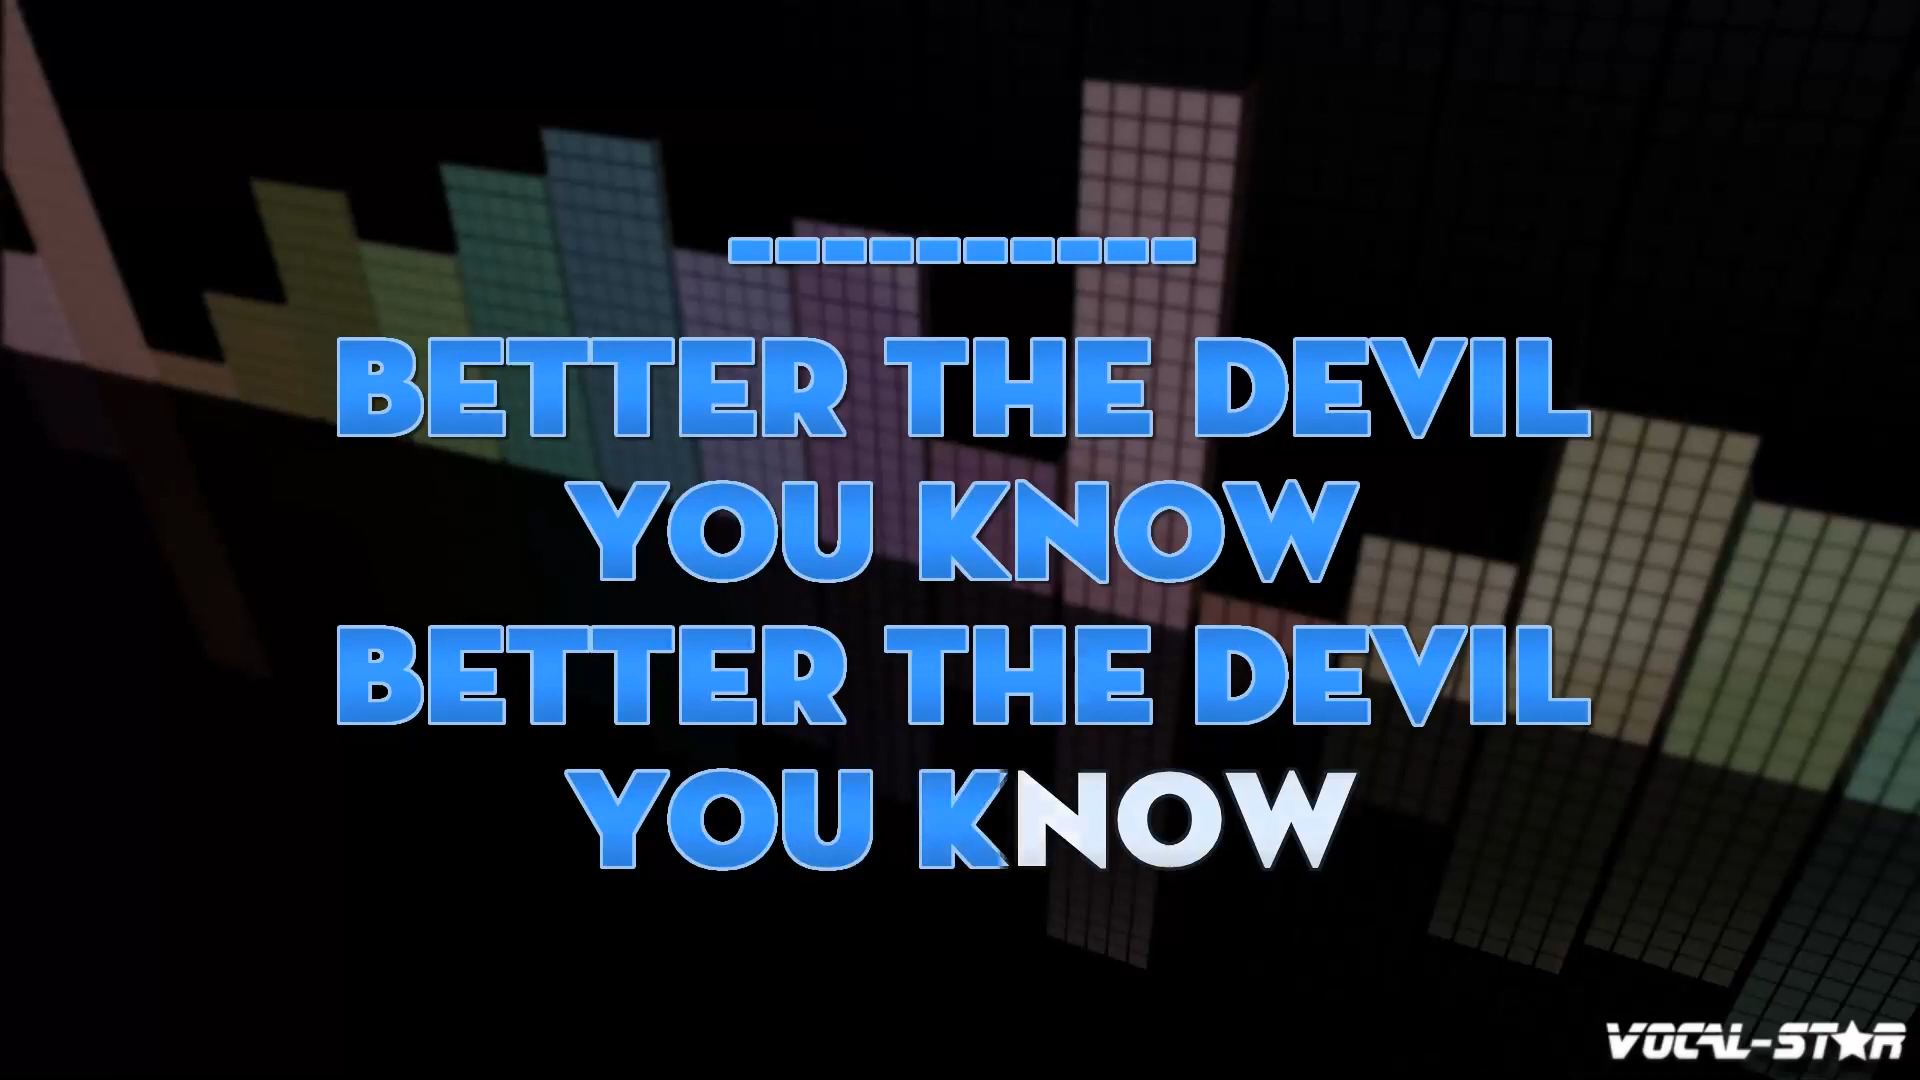 ----------
BETTER THE DEVIL
YOU KNOW
BETTER THE DEVIL
YOU KNOW
VOCAL-STAR